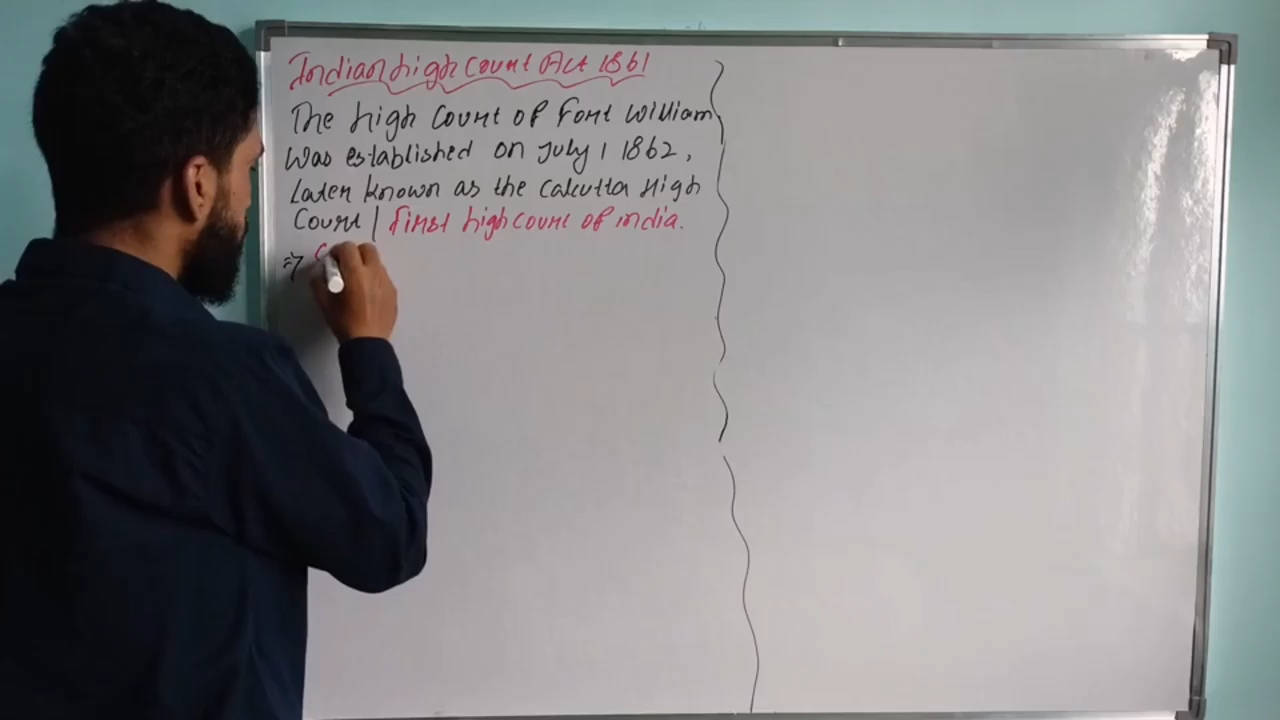 Indian high Court Act 1861
The high Court of Fort William
was established on July 1 1862,
Later known as the Calcutta High
Court | first high court of india.
⇒